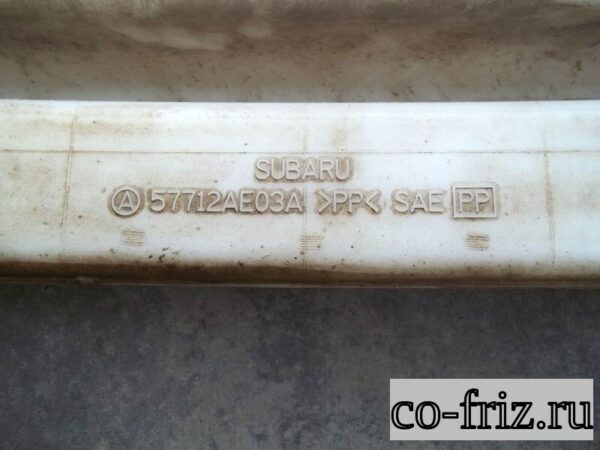 SUBARU
Ⓐ 57712AE03A >PP< SAE PP
co-friz.ru